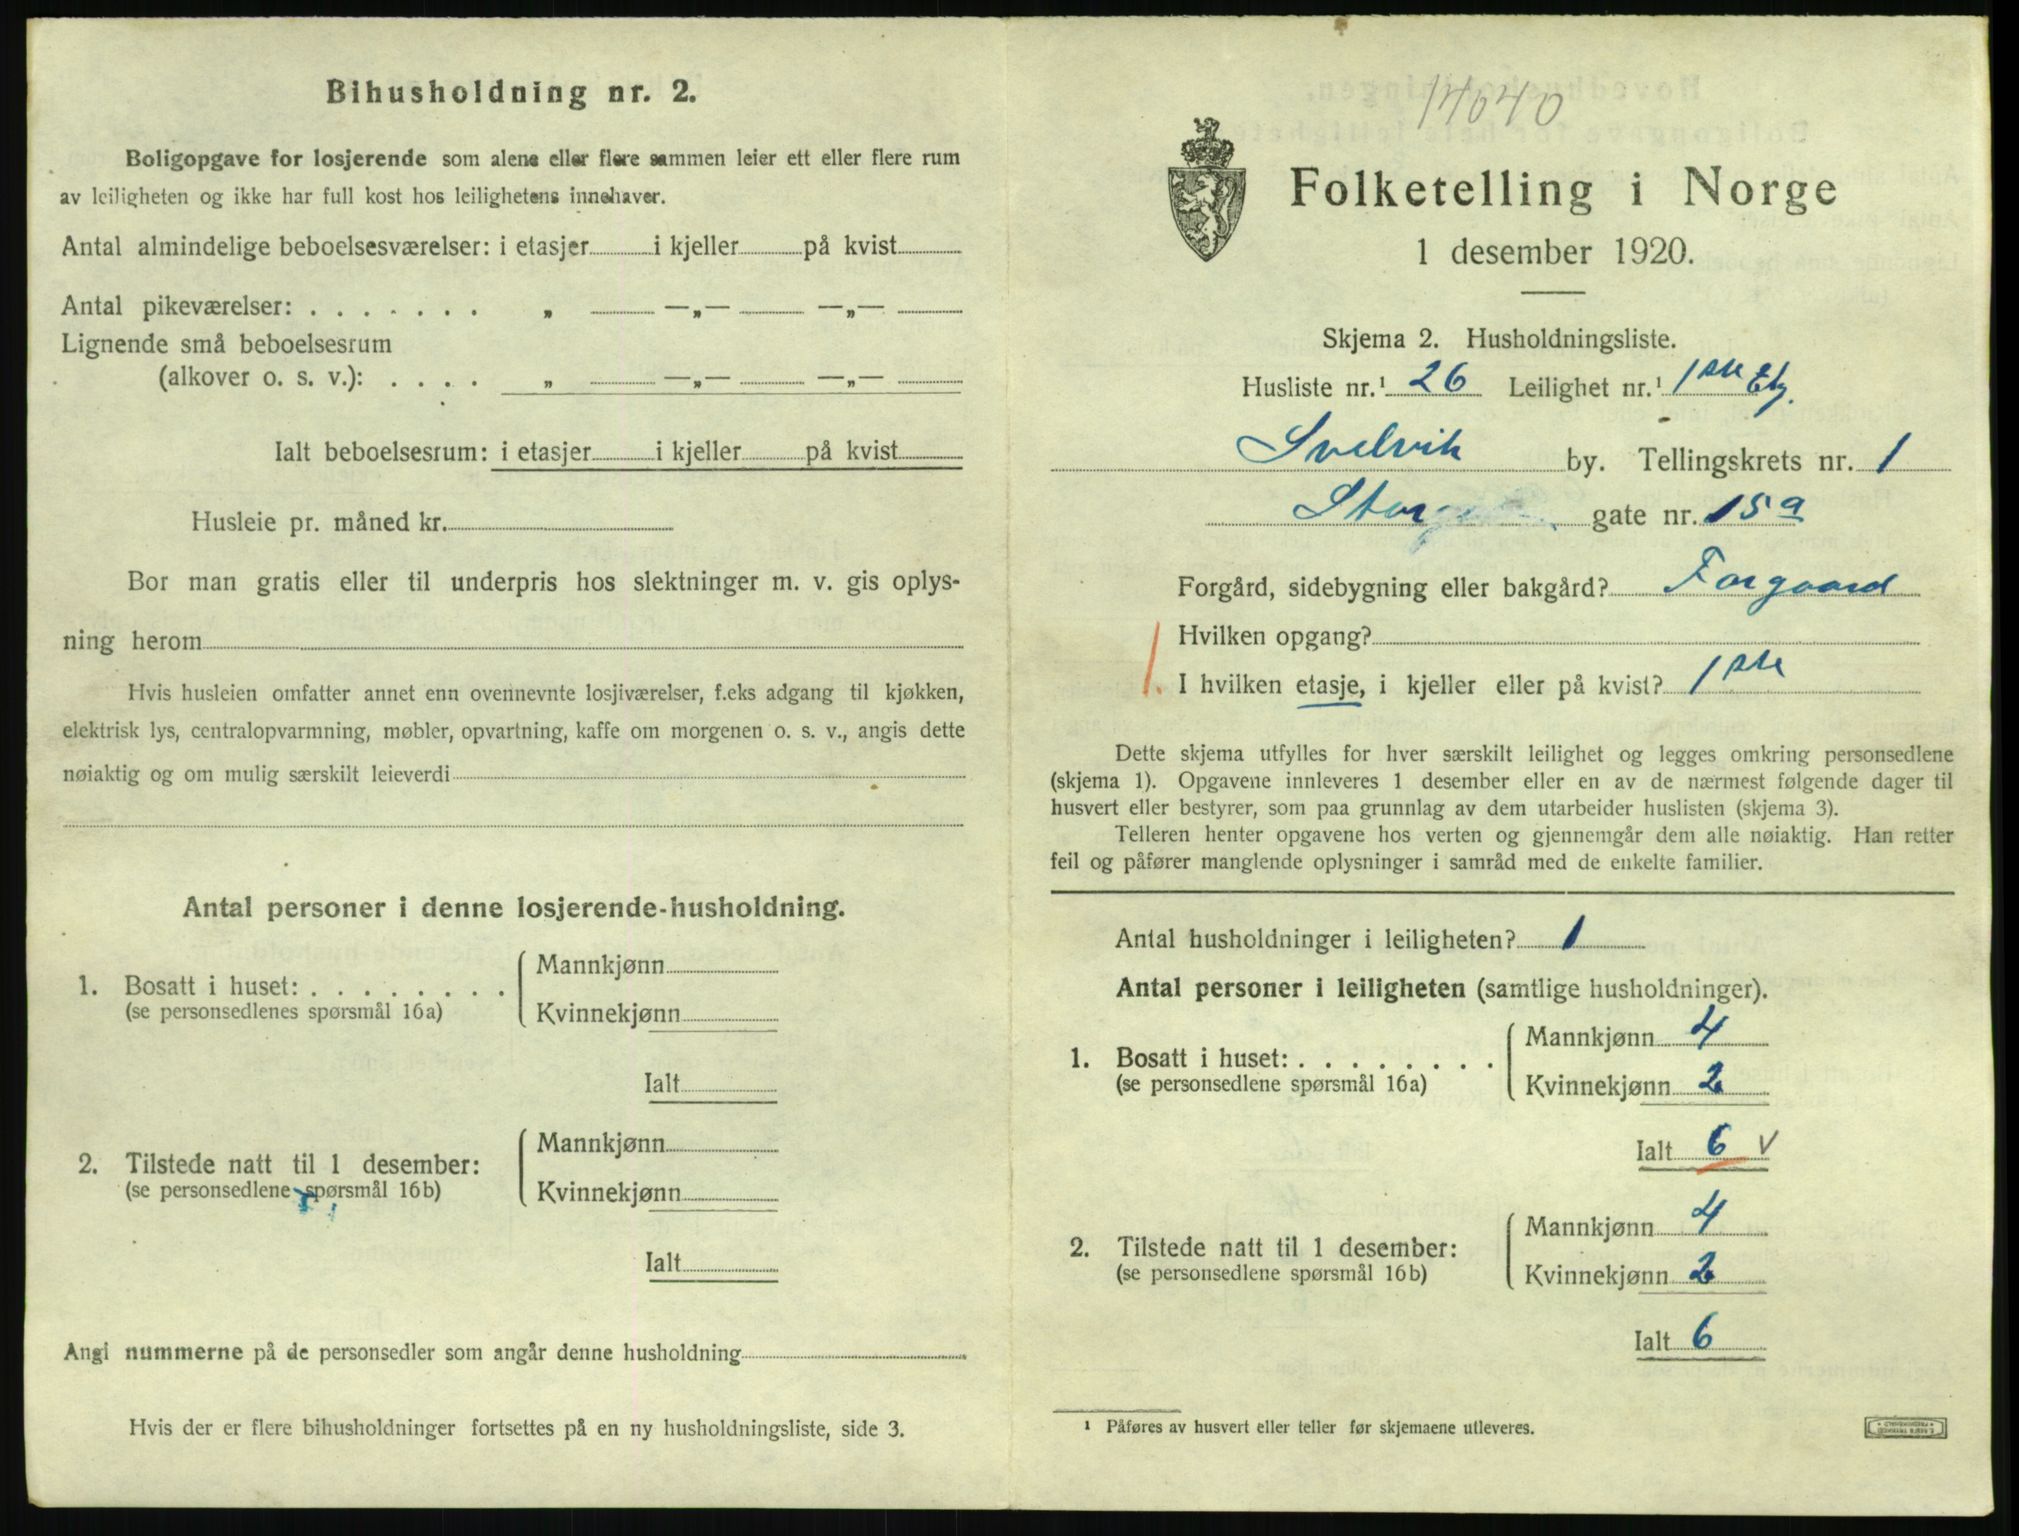 Bihusholdning nr. 2.
Boligopgave for losjerende som alene eller flere sammen leier ett eller flere rum
av leiligheten og ikke har full kost hos leilighetens innehaver.
Antal almindelige beboelsesværelser: i etasjer i kjeller på kvist
Antal pikeværelser: . . . . . . . „ —„— —„—
Lignende små beboelsesrum
(alkover o. s. v.): . . . . „ —„— —„—
Ialt beboelsesrum: i etasjer i kjeller på kvist
Husleie pr. måned kr.
Bor man gratis eller til underpris hos slektninger m. v. gis oplys-
ning herom
Hvis husleien omfatter annet enn ovennevnte losjiværelser, f.eks adgang til kjøkken,
elektrisk lys, centralopvarmning, møbler, opvartning, kaffe om morgenen o. s. v., angis dette
nøiaktig og om mulig særskilt leieverdi
Antal personer i denne losjerende-husholdning.
1. Bosatt i huset: . . . . . . . . Mannkjønn
(se personsedlenes spørsmål 16a) Kvinnekjønn
Ialt
2. Tilstede natt til 1 desember: Mannkjønn
(se personsedlene spørsmål 16b) Kvinnekjønn
Ialt
Angi nummerne på de personsedler som angår denne husholdning
Hvis der er flere bihusholdninger fortsettes på en ny husholdningsliste, side 3.
14040
Folketelling i Norge
1 desember 1920.
Skjema 2. Husholdningsliste.
Husliste nr.¹ 26 Leilighet nr.¹ 1ste Etg.
Svelvik by. Tellingskrets nr. 1
gate nr. 15a
Forgård, sidebygning eller bakgård? Forgaard
Hvilken opgang?
1. I hvilken etasje, i kjeller eller på kvist? 1ste
Dette skjema utfylles for hver særskilt leilighet og legges omkring personsedlene
(skjema 1). Opgavene innleveres 1 desember eller en av de nærmest følgende dager til
husvert eller bestyrer, som paa grunnlag av dem utarbeider huslisten (skjema 3).
Telleren henter opgavene hos verten og gjennemgår dem alle nøiaktig. Han retter
feil og påfører manglende oplysninger i samråd med de enkelte familier.
Antal husholdninger i leiligheten? 1
Antal personer i leiligheten (samtlige husholdninger).
1. Bosatt i huset: . . . . . . . . Mannkjønn 4
(se personsedlene spørsmål 16a) Kvinnekjønn 2
Ialt 6 v
2. Tilstede natt til 1 desember: Mannkjønn 4
(se personsedlene spørsmål 16b) Kvinnekjønn 2
Ialt 6
¹ Påføres av husvert eller teller før skjemaene utleveres.